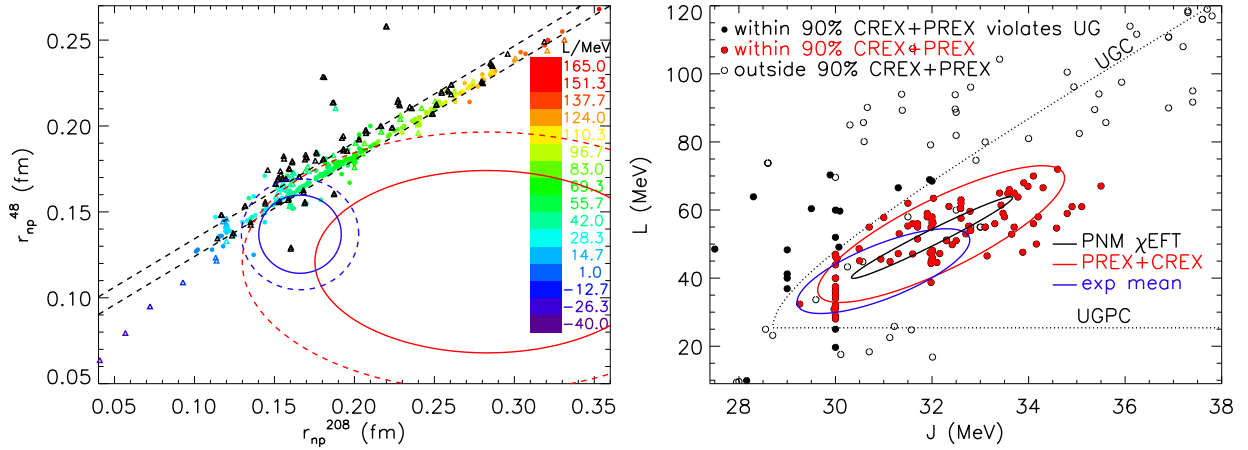 0.25
0.20
0.15
0.10
0.05
r_np^48 (fm)
L/MeV
165.0
151.3
137.7
124.0
110.3
96.7
83.0
69.3
55.7
42.0
28.3
14.7
1.0
−12.7
−26.3
−40.0
0.04 0.10 0.15 0.20 0.25 0.30 0.36
r_np^208 (fm)
120
100
80
60
40
20
L (MeV)
within 90% CREX+PREX violates UG
within 90% CREX+PREX
outside 90% CREX+PREX
UGC
PNM χEFT
PREX+CREX
exp mean
UGPC
28 30 32 34 36 38
J (MeV)